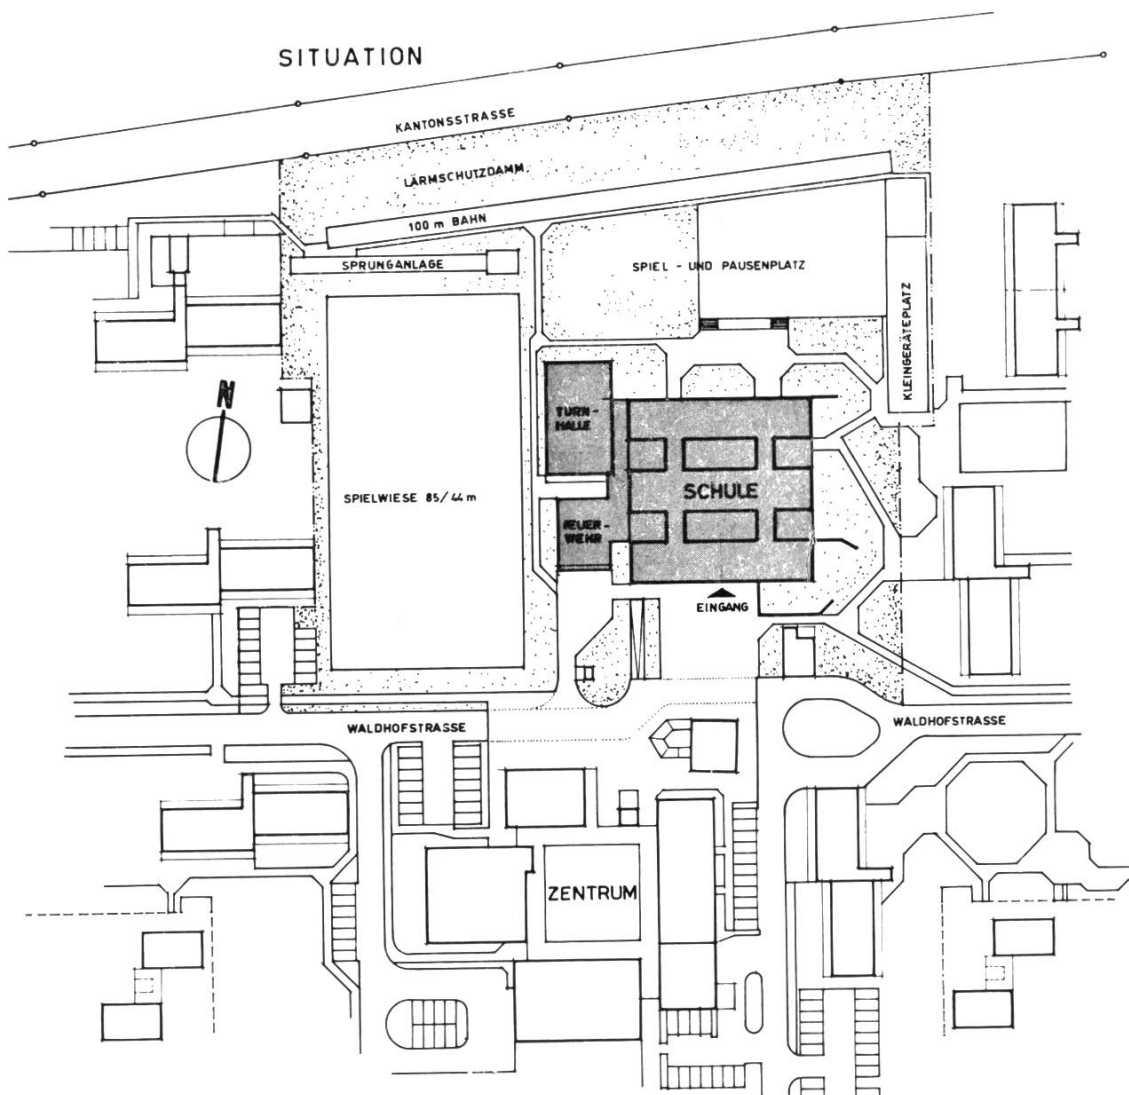 SITUATION
KANTONSSTRASSE
LÄRMSCHUTZDAMM
100 m BAHN
SPRUNGANLAGE
SPIEL - UND PAUSENPLATZ
KLEINGERÄTEPLATZ
N
TURN-
HALLE
SPIELWIESE 85/44 m
SCHULE
FEUER-
WEHR
EINGANG
WALDHOFSTRASSE
WALDHOFSTRASSE
ZENTRUM